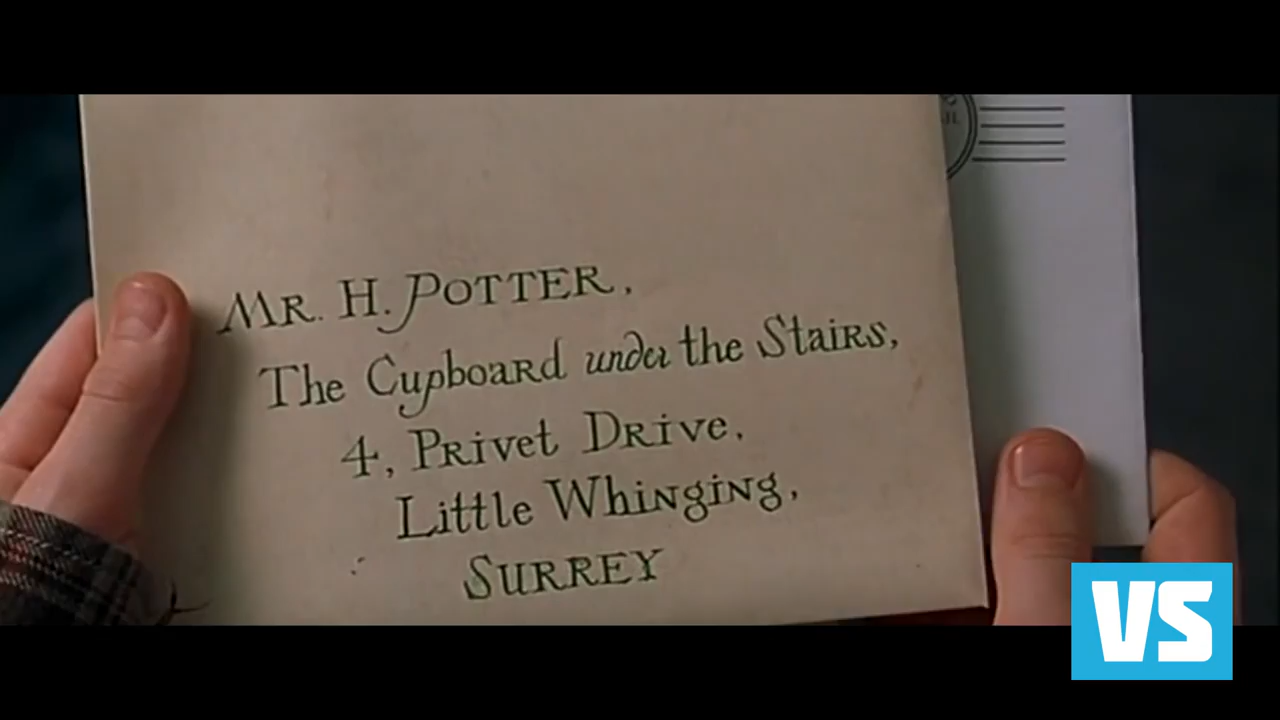 Mr. H. Potter,
The Cupboard under the Stairs,
4, Privet Drive,
Little Whinging,
SURREY
VS